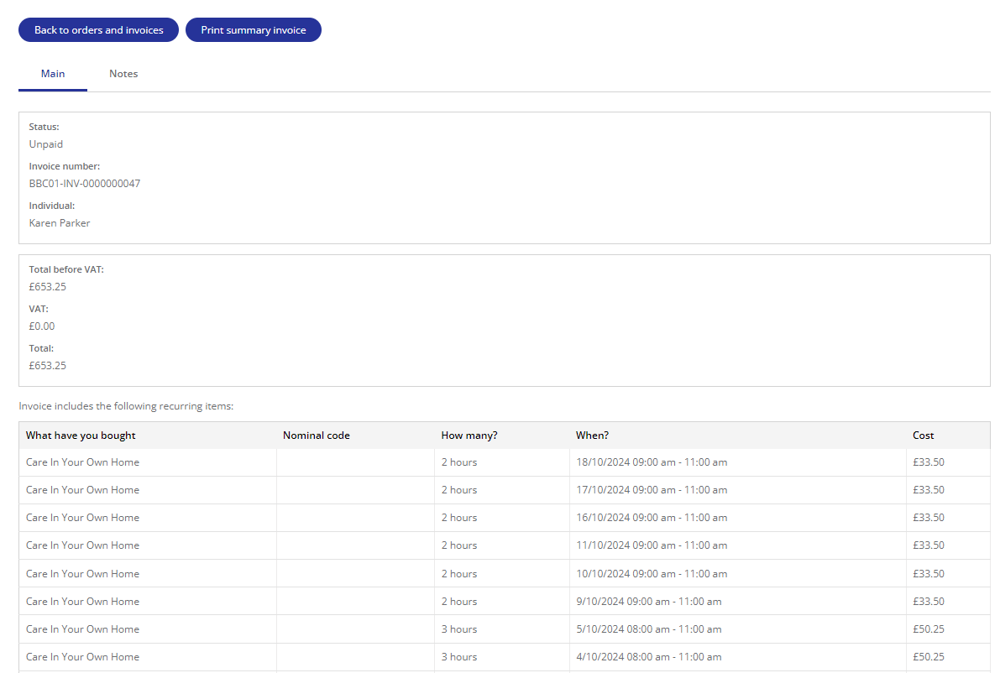 Back to orders and invoices Print summary invoice
Main Notes
Status:
Unpaid
Invoice number:
BBC01-INV-0000000047
Individual:
Karen Parker
Total before VAT:
£653.25
VAT:
£0.00
Total:
£653.25
Invoice includes the following recurring items:
What have you bought Nominal code How many? When? Cost
Care In Your Own Home 2 hours 18/10/2024 09:00 am - 11:00 am £33.50
Care In Your Own Home 2 hours 17/10/2024 09:00 am - 11:00 am £33.50
Care In Your Own Home 2 hours 16/10/2024 09:00 am - 11:00 am £33.50
Care In Your Own Home 2 hours 11/10/2024 09:00 am - 11:00 am £33.50
Care In Your Own Home 2 hours 10/10/2024 09:00 am - 11:00 am £33.50
Care In Your Own Home 2 hours 9/10/2024 09:00 am - 11:00 am £33.50
Care In Your Own Home 3 hours 5/10/2024 08:00 am - 11:00 am £50.25
Care In Your Own Home 3 hours 4/10/2024 08:00 am - 11:00 am £50.25